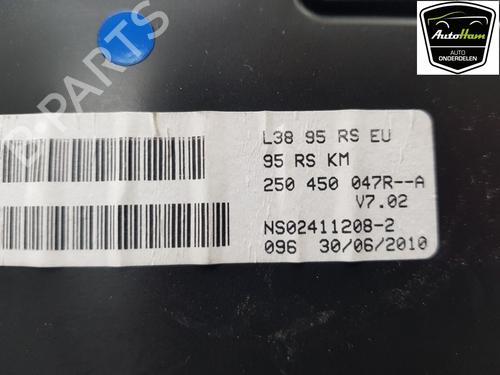 AutoHam
AUTO
ONDERDELEN
B-PARTS
L38 95 RS EU
95 RS KM
250 450 047R--A
V7.02
NS02411208-2
096 30/06/2010